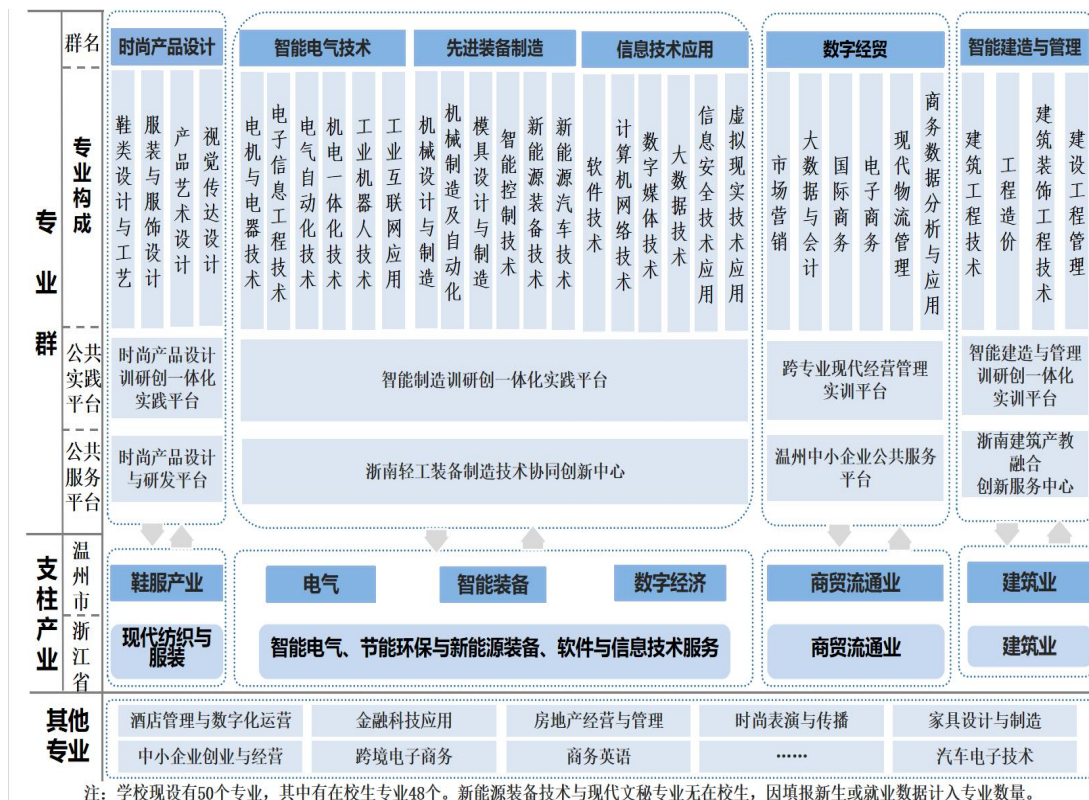 专业群
群名
时尚产品设计
智能电气技术
先进装备制造
信息技术应用
数字经贸
智能建造与管理
专业构成
鞋类设计与工艺
服装与服饰设计
产品艺术设计
视觉传达设计
电机与电器技术
电子信息工程技术
电气自动化技术
机电一体化技术
工业机器人技术
工业互联网应用
机械设计与制造
机械制造及自动化
模具设计与制造
智能控制技术
新能源装备技术
新能源汽车技术
软件技术
计算机网络技术
数字媒体技术
大数据技术
信息安全技术应用
虚拟现实技术应用
市场营销
大数据与会计
国际商务
电子商务
现代物流管理
商务数据分析与应用
建筑工程技术
工程造价
建筑装饰工程技术
建设工程管理
公共
实践
平台
时尚产品设计
训研创一体化
实践平台
智能制造训研创一体化实践平台
跨专业现代经营管理
实训平台
智能建造与管理
训研创一体化
实训平台
公共
服务
平台
时尚产品设计
与研发平台
浙南轻工装备制造技术协同创新中心
温州中小企业公共服务
平台
浙南建筑产教
融合
创新服务中心
支柱产业
温州市
鞋服产业
电气
智能装备
数字经济
商贸流通业
建筑业
浙江省
现代纺织与
服装
智能电气、节能环保与新能源装备、软件与信息技术服务
商贸流通业
建筑业
其他
专业
酒店管理与数字化运营
金融科技应用
房地产经营与管理
时尚表演与传播
家具设计与制造
中小企业创业与经营
跨境电子商务
商务英语
……
汽车电子技术
注：学校现设有50个专业，其中有在校生专业48个。新能源装备技术与现代文秘专业无在校生，因填报新生或就业数据计入专业数量。